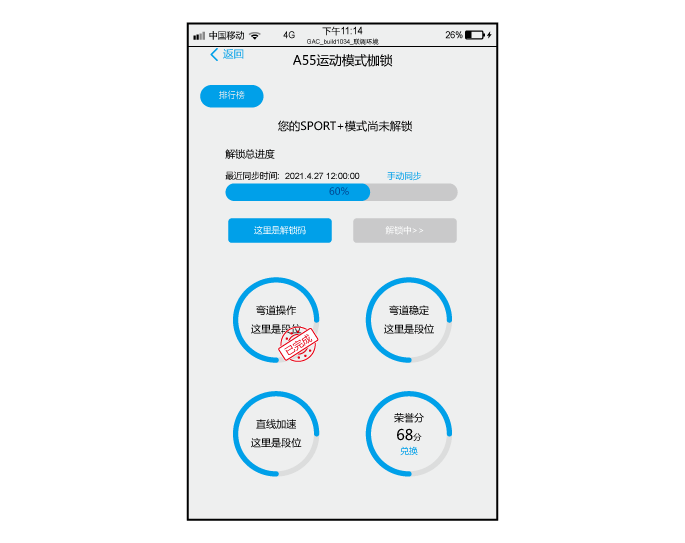 中国移动 4G 下午11:14 26%
GAC_build1034_联调环境
返回
A55运动模式枷锁
排行榜
您的SPORT+模式尚未解锁
解锁总进度
最近同步时间: 2021.4.27 12:00:00 手动同步
60%
这里是解锁码 解锁中>>
弯道操作
这里是段位
已完成
弯道稳定
这里是段位
直线加速
这里是段位
荣誉分
68分
兑换